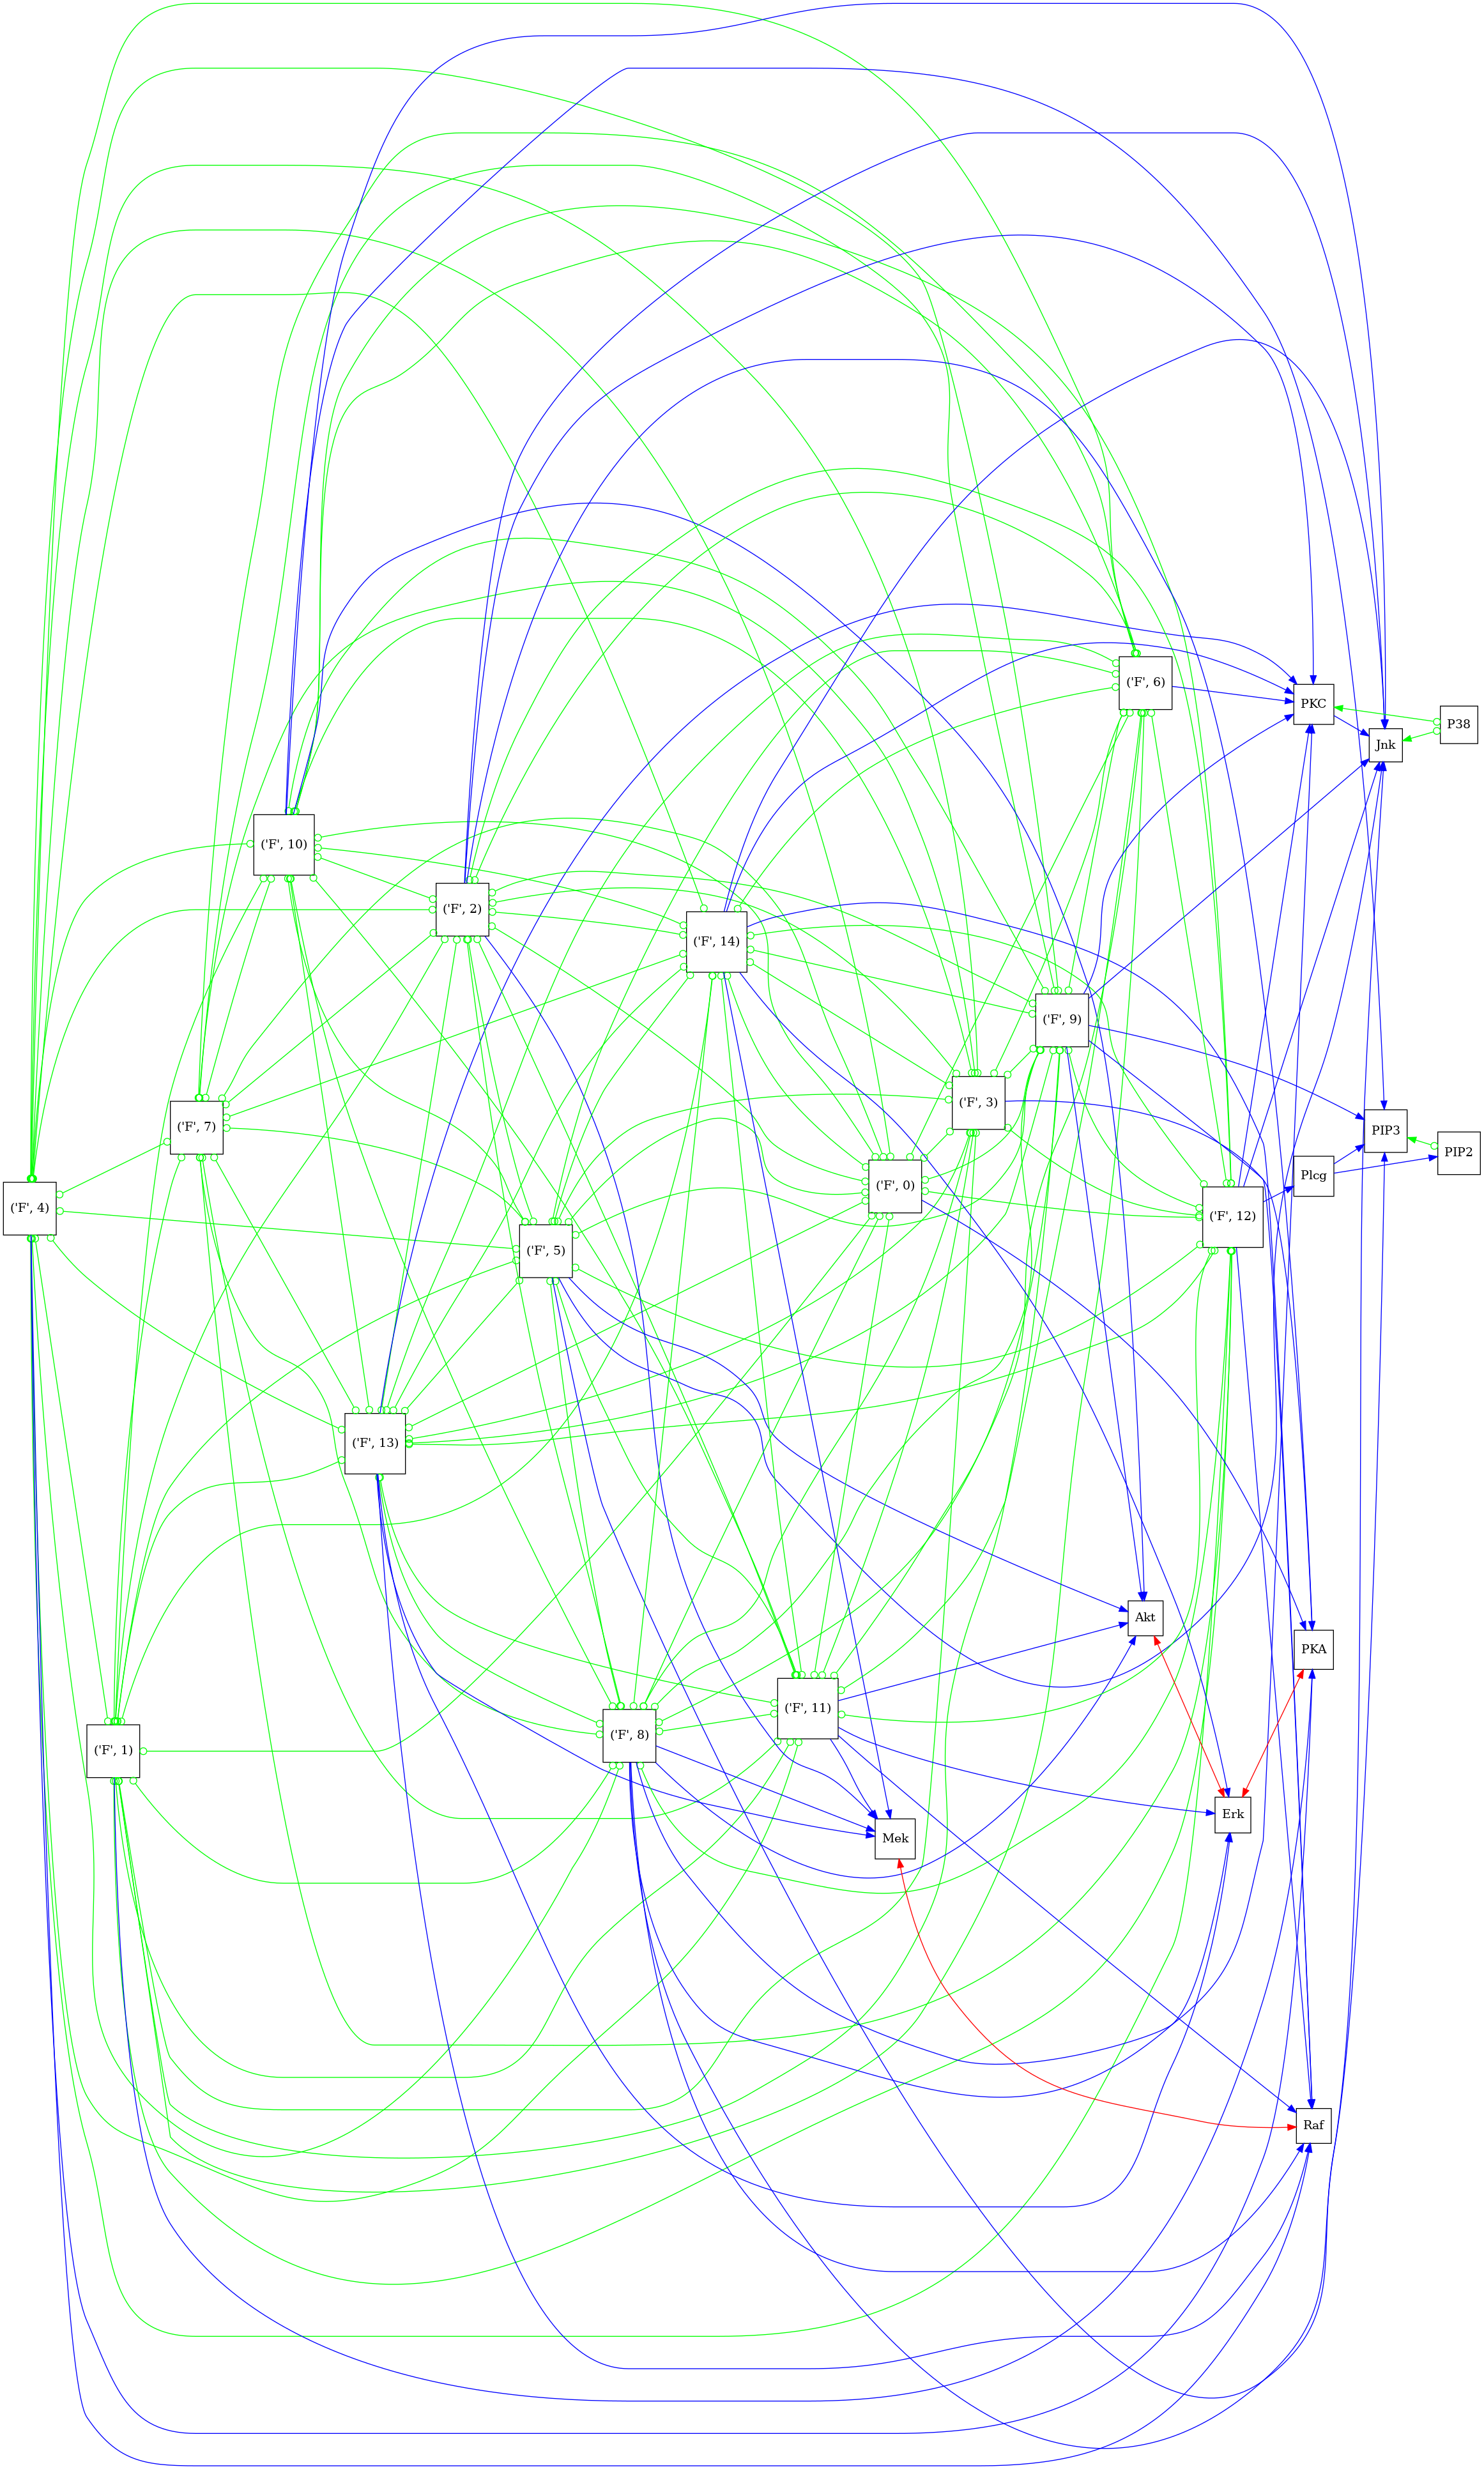 ('F', 6)
PKC
P38
Jnk
('F', 10)
('F', 2)
('F', 14)
('F', 9)
('F', 3)
('F', 7)
PIP3
PIP2
Plcg
('F', 0)
('F', 4)
('F', 12)
('F', 5)
('F', 13)
Akt
PKA
('F', 11)
('F', 8)
('F', 1)
Erk
Mek
Raf